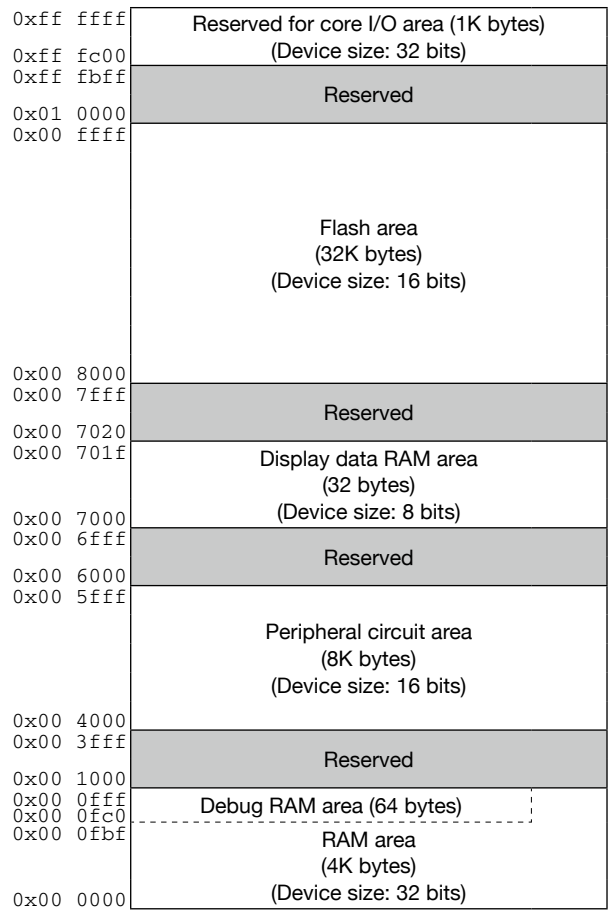 0xff ffff
Reserved for core I/O area (1K bytes)
(Device size: 32 bits)
0xff fc00
0xff fbff
Reserved
0x01 0000
0x00 ffff
Flash area
(32K bytes)
(Device size: 16 bits)
0x00 8000
0x00 7fff
Reserved
0x00 7020
0x00 701f
Display data RAM area
(32 bytes)
(Device size: 8 bits)
0x00 7000
0x00 6fff
Reserved
0x00 6000
0x00 5fff
Peripheral circuit area
(8K bytes)
(Device size: 16 bits)
0x00 4000
0x00 3fff
Reserved
0x00 1000
0x00 0fff
Debug RAM area (64 bytes)
0x00 0fc0
0x00 0fbf
RAM area
(4K bytes)
(Device size: 32 bits)
0x00 0000